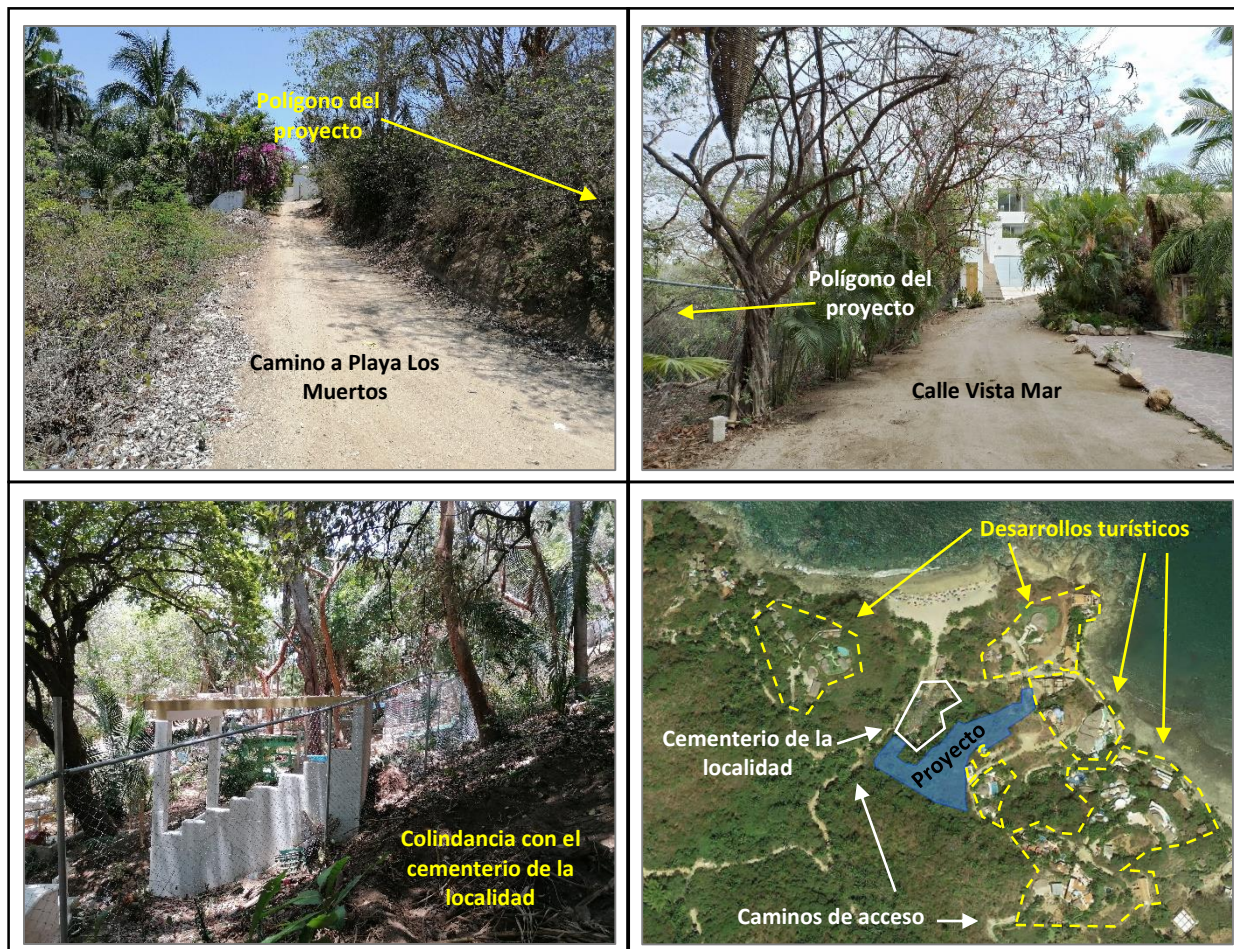 Polígono del
proyecto
Camino a Playa Los
Muertos
Polígono del
proyecto
Calle Vista Mar
Colindancia con el
cementerio de la
localidad
Desarrollos turísticos
Cementerio de la
localidad
Proyecto
Caminos de acceso